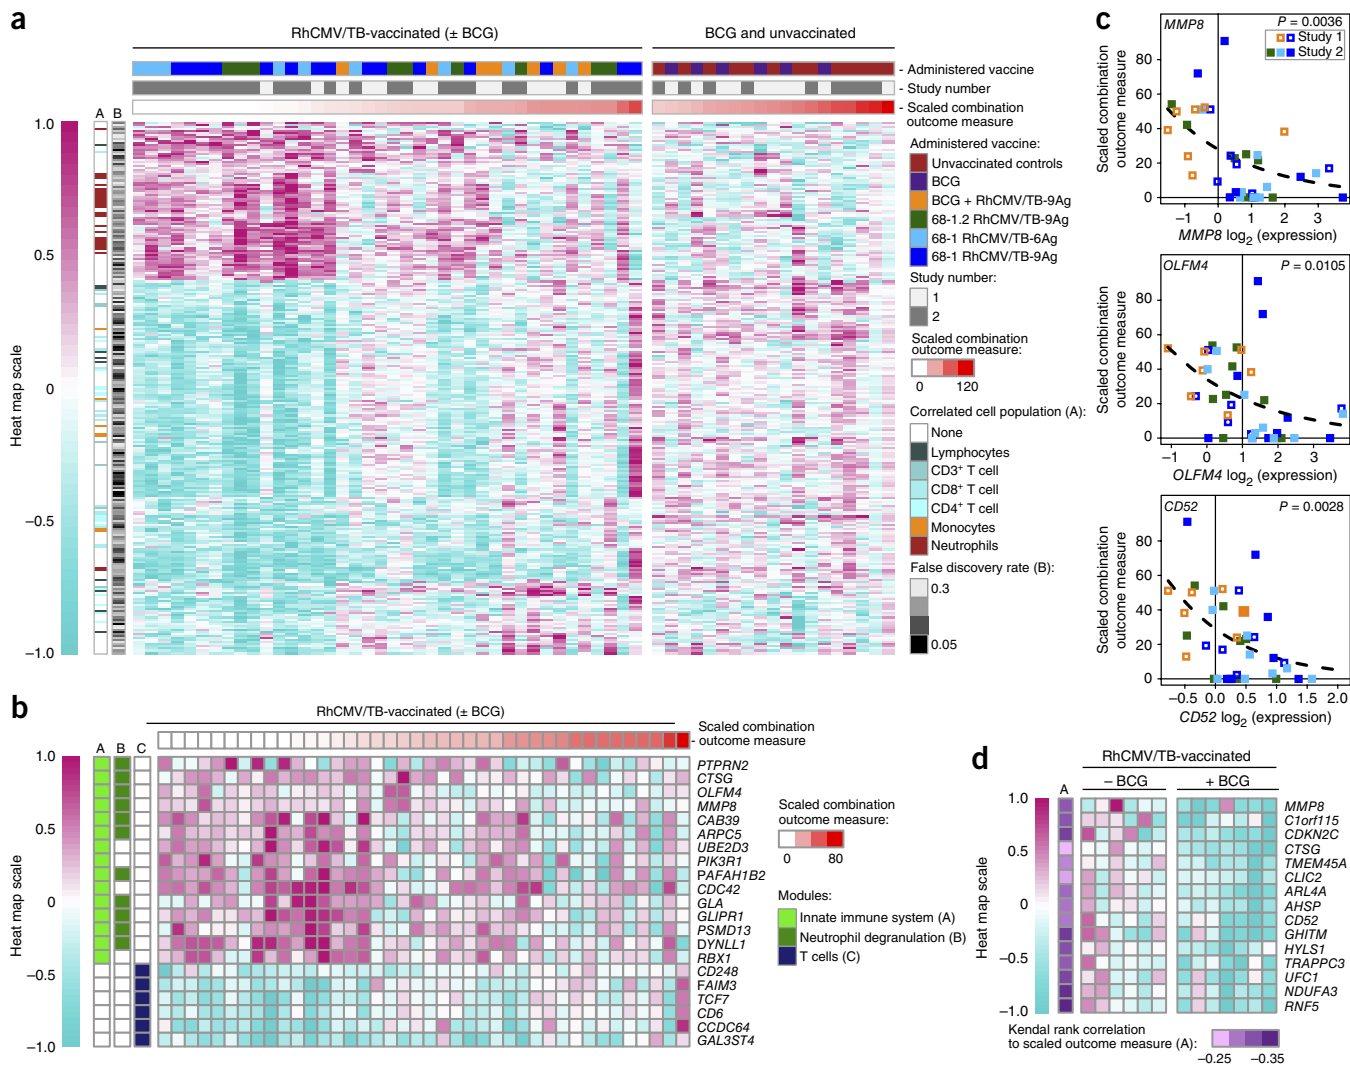 a
RhCMV/TB-vaccinated (± BCG)
BCG and unvaccinated
- Administered vaccine
- Study number
- Scaled combination
outcome measure
A B
1.0
0.5
0
−0.5
−1.0
Heat map scale
Administered vaccine:
Unvaccinated controls
BCG
BCG + RhCMV/TB-9Ag
68-1.2 RhCMV/TB-9Ag
68-1 RhCMV/TB-6Ag
68-1 RhCMV/TB-9Ag
Study number:
1
2
Scaled combination
outcome measure:
0 120
Correlated cell population (A):
None
Lymphocytes
CD3+ T cell
CD8+ T cell
CD4+ T cell
Monocytes
Neutrophils
False discovery rate (B):
0.3
0.05
b
RhCMV/TB-vaccinated (± BCG)
Scaled combination
- outcome measure
A B C
1.0
0.5
0
−0.5
−1.0
Heat map scale
PTPRN2
CTSG
OLFM4
MMP8
CAB39
ARPC5
UBE2D3
PIK3R1
PAFAH1B2
CDC42
GLA
GLIPR1
PSMD13
DYNLL1
RBX1
CD248
FAIM3
TCF7
CD6
CCDC64
GAL3ST4
Scaled combination
outcome measure:
0 80
Modules:
Innate immune system (A)
Neutrophil degranulation (B)
T cells (C)
c
MMP8
P = 0.0036
Study 1
Study 2
Scaled combination
outcome measure
80
60
40
20
0
−1 0 1 2 3
MMP8 log2 (expression)
OLFM4
P = 0.0105
Scaled combination
outcome measure
80
60
40
20
0
−1 0 1 2 3
OLFM4 log2 (expression)
CD52
P = 0.0028
Scaled combination
outcome measure
80
60
40
20
0
−0.5 0 0.5 1.0 1.5 2.0
CD52 log2 (expression)
d
RhCMV/TB-vaccinated
− BCG + BCG
A
1.0
0.5
0
−0.5
−1.0
Heat map scale
MMP8
C1orf115
CDKN2C
CTSG
TMEM45A
CLIC2
ARL4A
AHSP
CD52
GHITM
HYLS1
TRAPPC3
UFC1
NDUFA3
RNF5
Kendal rank correlation
to scaled outcome measure (A):
−0.25 −0.35